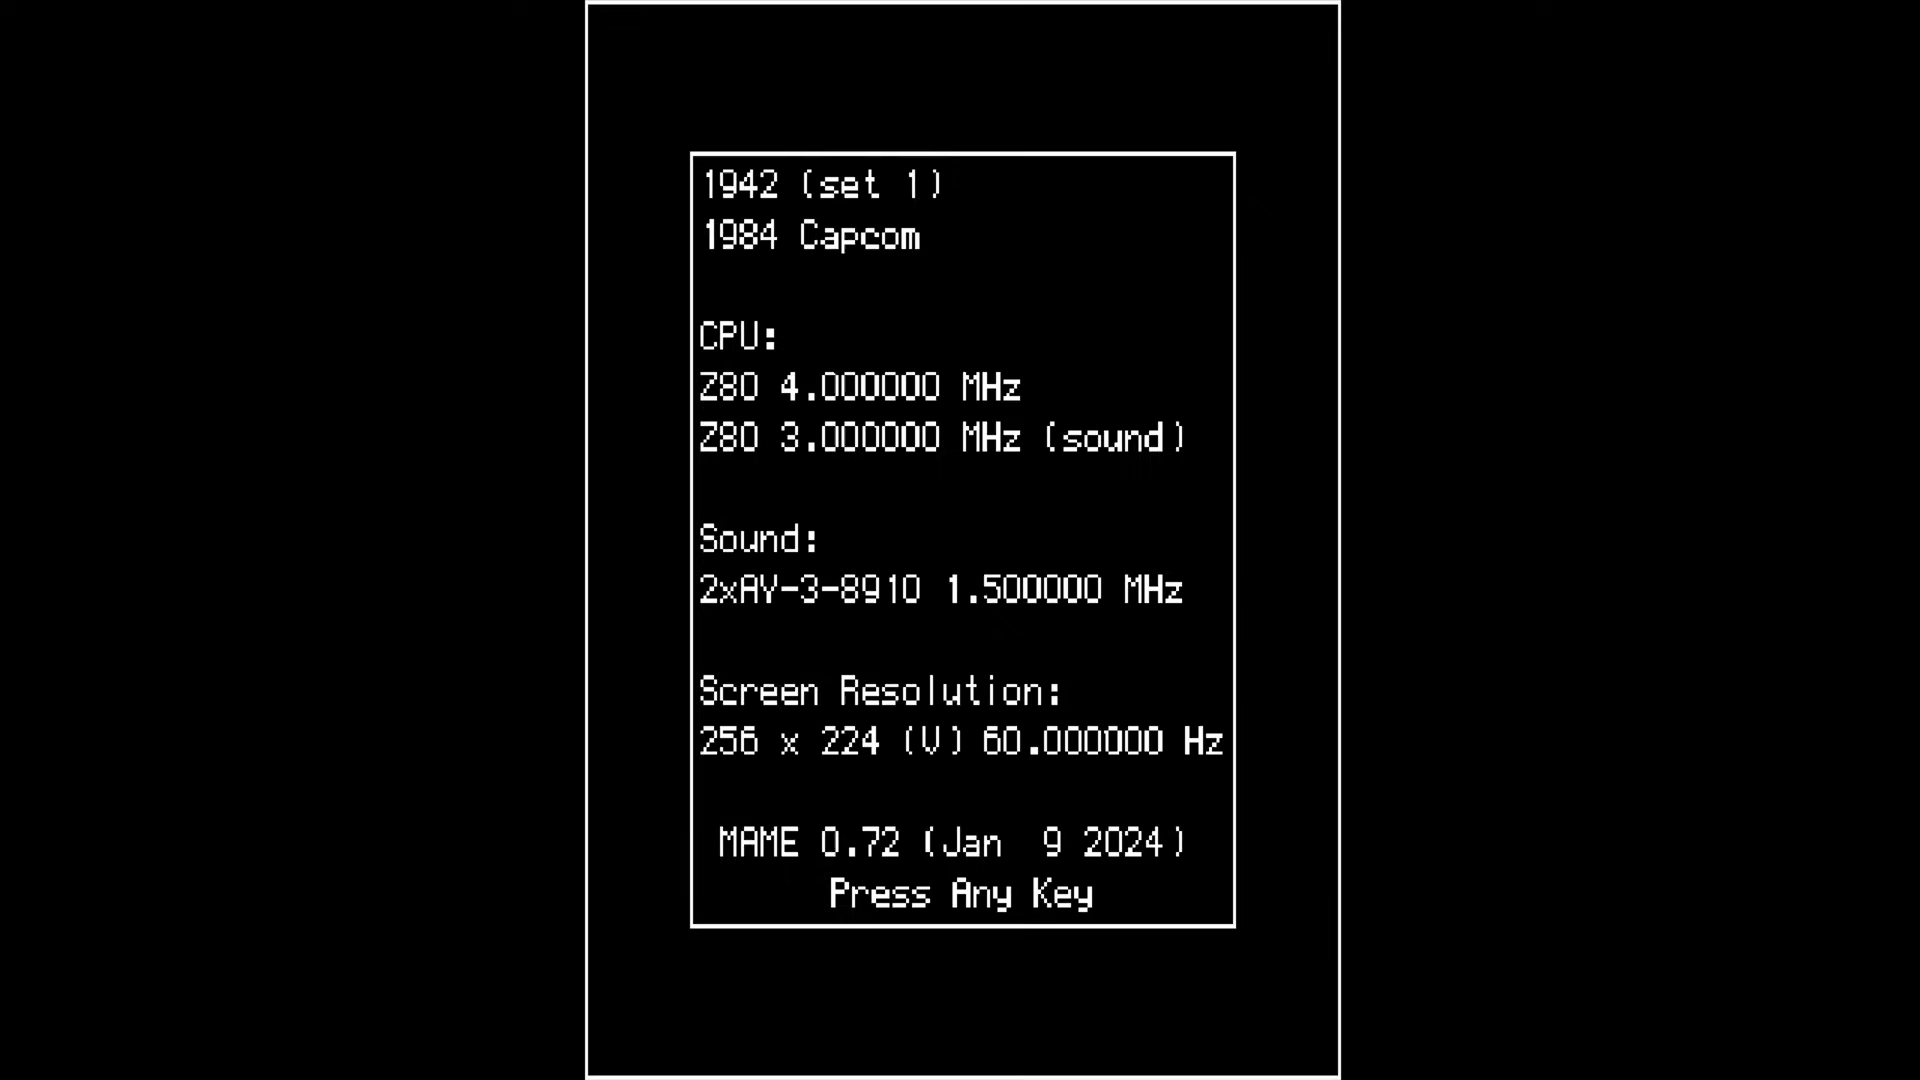 1942 (set 1)
1984 Capcom
CPU:
Z80 4.000000 MHz
Z80 3.000000 MHz (sound)
Sound:
2xAY-3-8910 1.500000 MHz
Screen Resolution:
256 x 224 (V) 60.000000 Hz
MAME 0.72 (Jan  9 2024)
Press Any Key